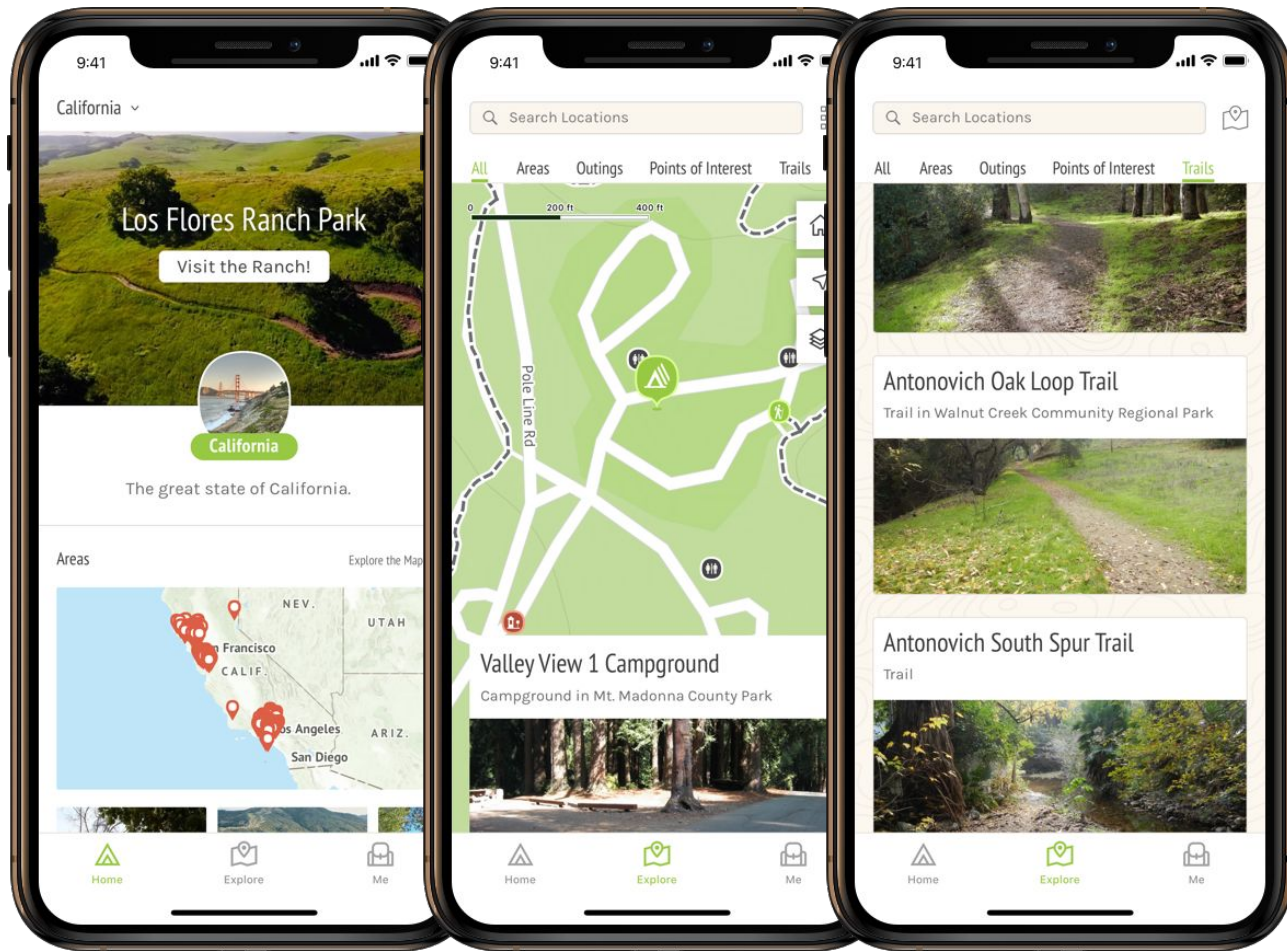 9:41
California
Los Flores Ranch Park
Visit the Ranch!
California
The great state of California.
Areas
Explore the Map
NEV.
UTAH
Francisco
CALIF.
Angeles
ARIZ.
San Diego
Home
Explore
Me
9:41
Search Locations
All
Areas
Outings
Points of Interest
Trails
0
200 ft
400 ft
Pole Line Rd
Valley View 1 Campground
Campground in Mt. Madonna County Park
Home
Explore
Me
9:41
Search Locations
All
Areas
Outings
Points of Interest
Trails
Antonovich Oak Loop Trail
Trail in Walnut Creek Community Regional Park
Antonovich South Spur Trail
Trail
Home
Explore
Me